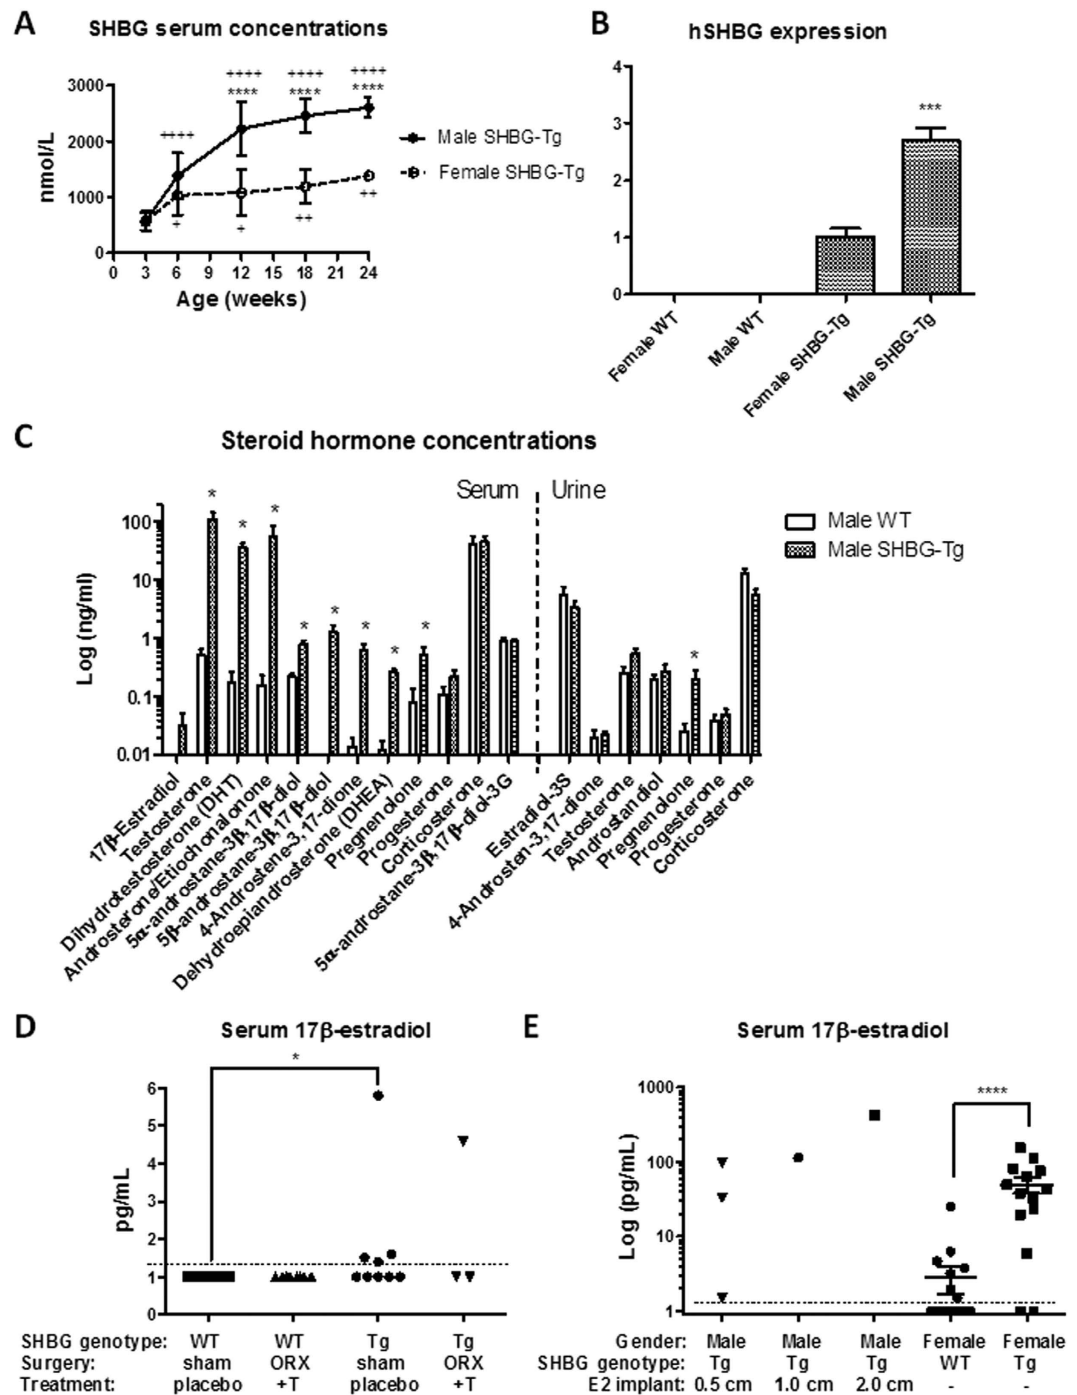 A
SHBG serum concentrations
++++
++++
++++
****
****
****
++++
3000
2000
1000
0
nmol/L
+
+
++
++
0 3 6 9 12 15 18 21 24
Age (weeks)
Male SHBG-Tg
Female SHBG-Tg
B
hSHBG expression
4
3
2
1
0
***
Female WT
Male WT
Female SHBG-Tg
Male SHBG-Tg
C
Steroid hormone concentrations
Serum Urine
Male WT
Male SHBG-Tg
Log (ng/ml)
100
10
1
0.1
0.01
* * * * * * * * *
17β-Estradiol
Testosterone
Dihydrotestosterone (DHT)
Androsterone/Etiochonalonone
5α-androstane-3β,17β-diol
5β-androstane-3β,17β-diol
4-Androstene-3,17-dione
Dehydroepiandrosterone (DHEA)
Pregnenolone
Progesterone
Corticosterone
5α-androstane-3β,17β-diol-3G
Estradiol-3S
4-Androsten-3,17-dione
Testosterone
Androstandiol
Pregnenolone
Progesterone
Corticosterone
D
Serum 17β-estradiol
*
pg/mL
6
5
4
3
2
1
0
SHBG genotype: WT WT Tg Tg
Surgery: sham ORX sham ORX
Treatment: placebo +T placebo +T
E
Serum 17β-estradiol
****
Log (pg/mL)
1000
100
10
1
Gender: Male Male Male Female Female
SHBG genotype: Tg Tg Tg WT Tg
E2 implant: 0.5 cm 1.0 cm 2.0 cm - -